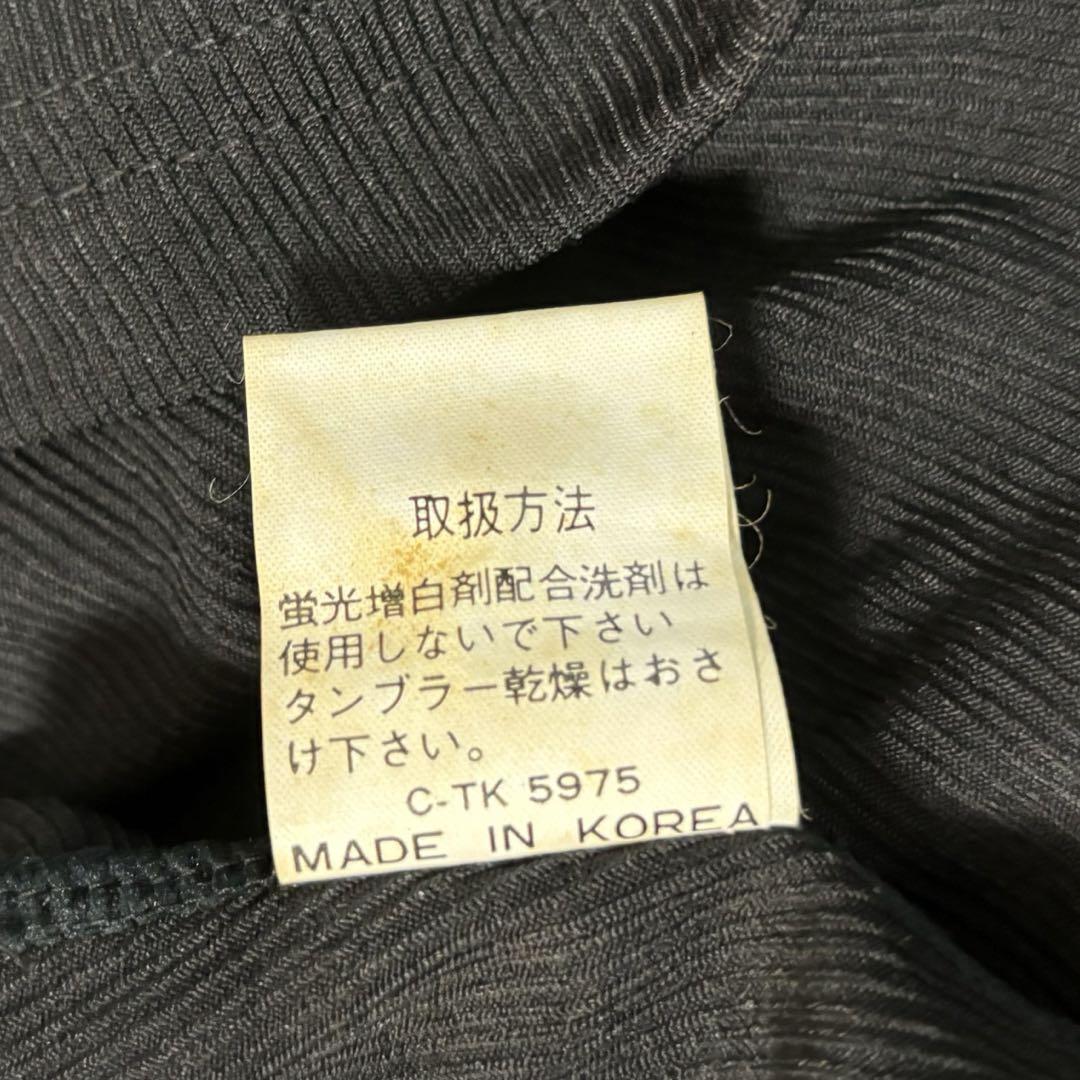 取扱方法
蛍光増白剤配合洗剤は
使用しないで下さい
タンブラー乾燥はおさ
け下さい。
C-TK 5975
MADE IN KOREA